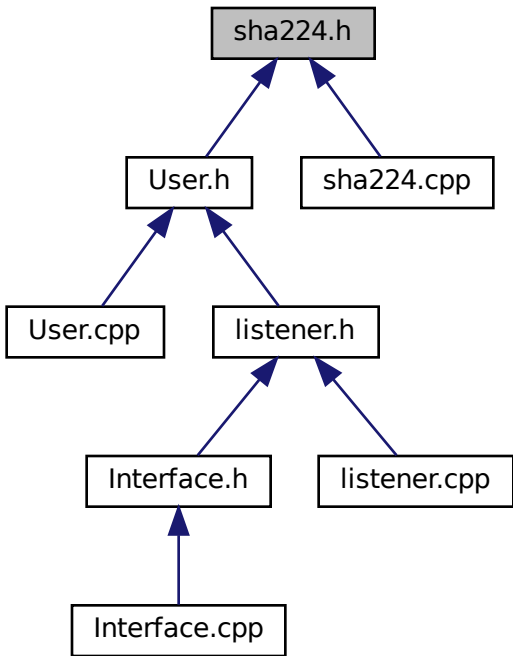 sha224.h
User.h
sha224.cpp
User.cpp
listener.h
Interface.h
listener.cpp
Interface.cpp